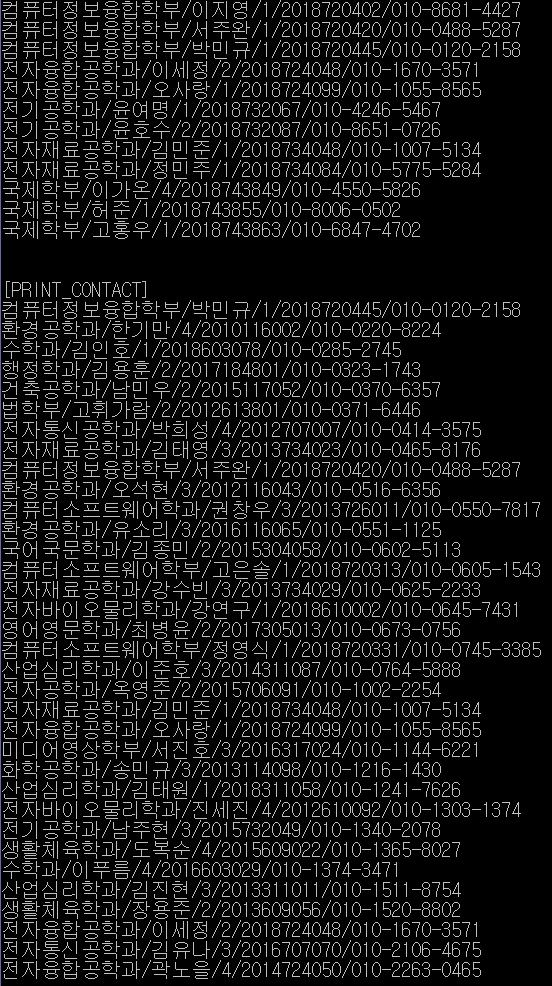 컴퓨터정보융합학부/이지영/1/2018720402/010-8681-4427
컴퓨터정보융합학부/서주완/1/2018720420/010-0488-5287
컴퓨터정보융합학부/박민규/1/2018720445/010-0120-2158
전자융합공학과/이세정/2/2018724048/010-1670-3571
전자융합공학과/오사랑/1/2018724099/010-1055-8565
전기공학과/윤여명/1/2018732067/010-4246-5467
전기공학과/윤호수/2/2018732087/010-8651-0726
전자재료공학과/김민준/1/2018734048/010-1007-5134
전자재료공학과/정민주/1/2018734084/010-5775-5284
국제학부/이가온/4/2018743849/010-4550-5826
국제학부/허준/1/2018743855/010-8006-0502
국제학부/고흥우/1/2018743863/010-6847-4702
[PRINT_CONTACT]
컴퓨터정보융합학부/박민규/1/2018720445/010-0120-2158
환경공학과/한기만/4/2010116002/010-0220-8224
수학과/김인호/1/2018603078/010-0285-2745
행정학과/김용훈/2/2017184801/010-0323-1743
건축공학과/남민우/2/2015117052/010-0370-6357
법학부/고휘가람/2/2012613801/010-0371-6446
전자통신공학과/박희성/4/2012707007/010-0414-3575
전자재료공학과/김태영/3/2013734023/010-0465-8176
컴퓨터정보융합학부/서주완/1/2018720420/010-0488-5287
환경공학과/오석현/3/2012116043/010-0516-6356
컴퓨터소프트웨어학과/권창우/3/2013726011/010-0550-7817
환경공학과/유소리/3/2016116065/010-0551-1125
국어국문학과/김종민/2/2015304058/010-0602-5113
컴퓨터소프트웨어학부/고은솔/1/2018720313/010-0605-1543
전자재료공학과/강수빈/3/2013734029/010-0625-2233
전자바이오물리학과/강연구/1/2018610002/010-0645-7431
영어영문학과/최병윤/2/2017305013/010-0673-0756
컴퓨터소프트웨어학부/정영식/1/2018720331/010-0745-3385
산업심리학과/이준호/3/2014311087/010-0764-5888
전자공학과/옥영준/2/2015706091/010-1002-2254
전자재료공학과/김민준/1/2018734048/010-1007-5134
전자융합공학과/오사랑/1/2018724099/010-1055-8565
미디어영상학부/서진호/3/2016317024/010-1144-6221
화학공학과/송민규/3/2013114098/010-1216-1430
산업심리학과/김태원/1/2018311058/010-1241-7626
전자바이오물리학과/진세진/4/2012610092/010-1303-1374
전기공학과/남주현/3/2015732049/010-1340-2078
생활체육학과/도복순/4/2015609022/010-1365-8027
수학과/이푸름/4/2016603029/010-1374-3471
산업심리학과/김진현/3/2013311011/010-1511-8754
생활체육학과/장용준/2/2013609056/010-1520-8802
전자융합공학과/이세정/2/2018724048/010-1670-3571
전자통신공학과/김유나/3/2016707070/010-2106-4675
전자융합공학과/곽노을/4/2014724050/010-2263-0465